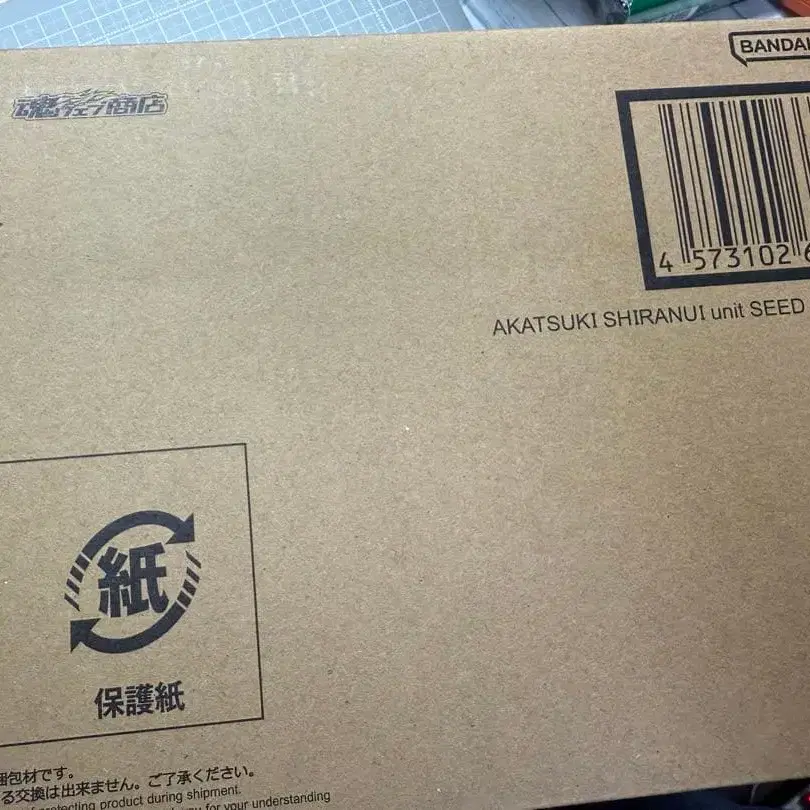 BANDAI
魂ウェブ商店
4 573102 6
AKATSUKI SHIRANUI unit SEED
紙
保護紙
梱包材です。
る交換は出来ません。ご了承ください。
protecting product during shipment.
for your understanding